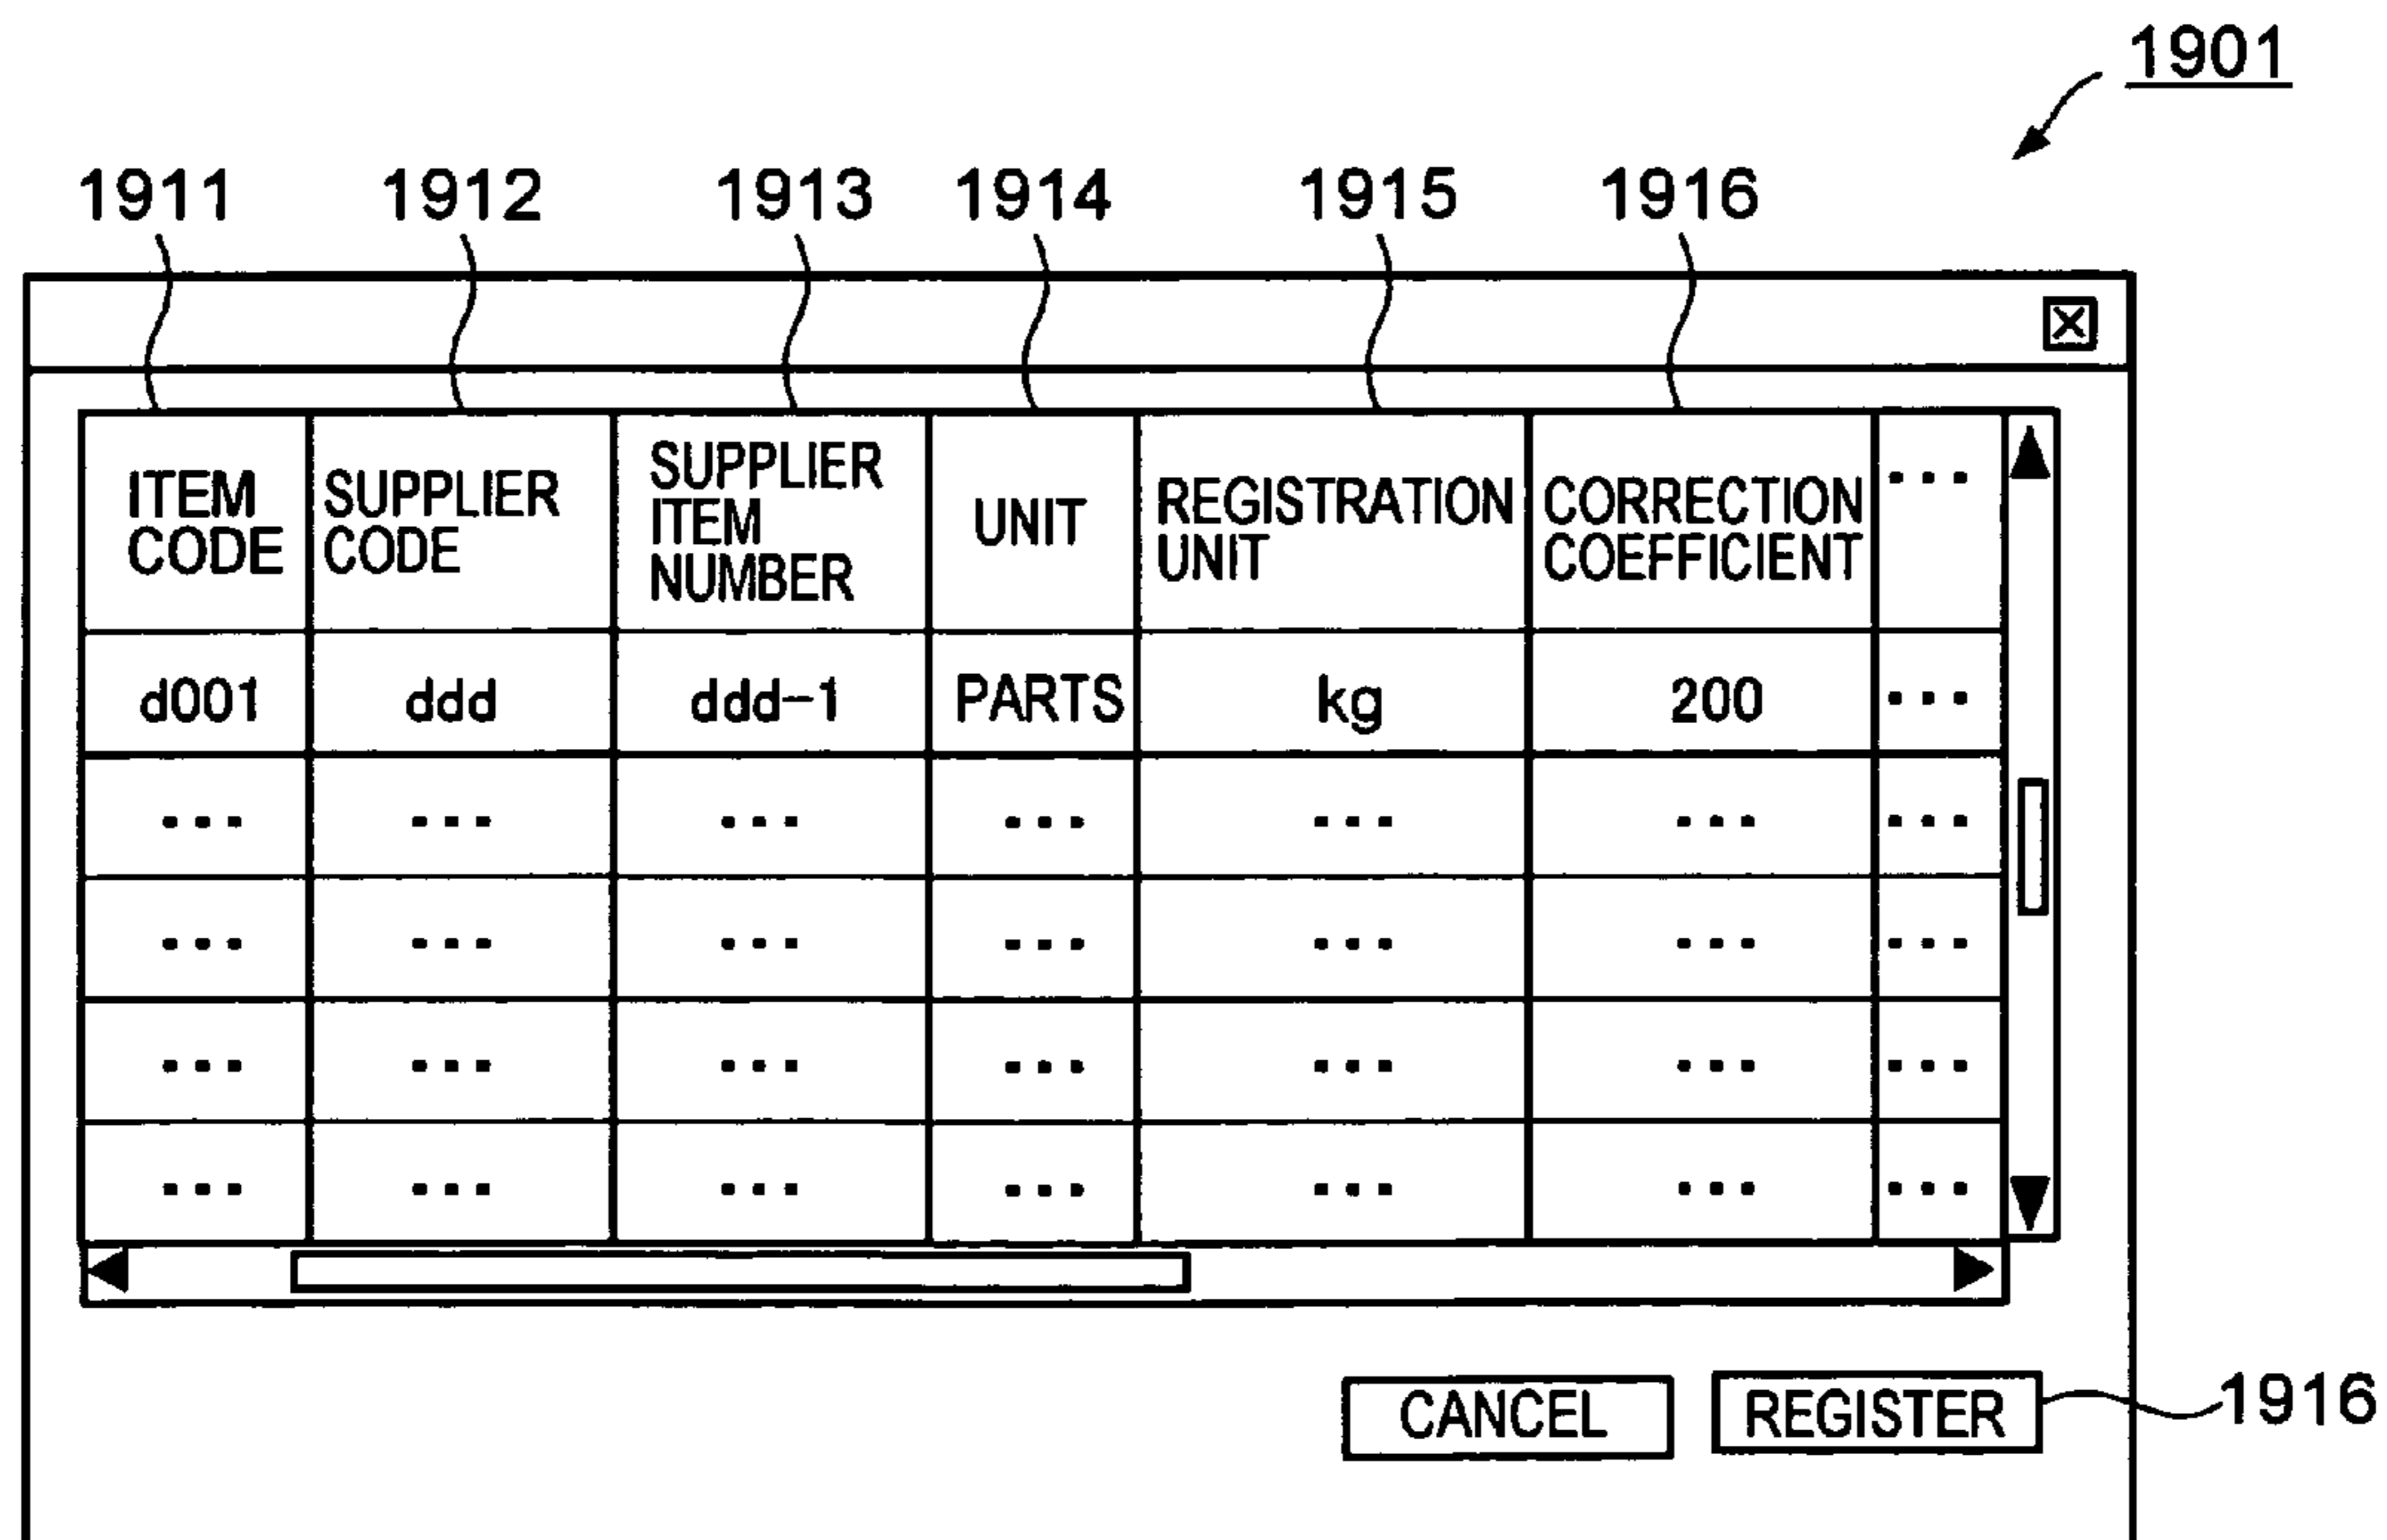 1901
1911 1912 1913 1914 1915 1916
ITEM CODE SUPPLIER CODE SUPPLIER ITEM NUMBER UNIT REGISTRATION UNIT CORRECTION COEFFICIENT ...
d001 ddd ddd-1 PARTS kg 200 ...
... ... ... ... ... ... ...
... ... ... ... ... ... ...
... ... ... ... ... ... ...
... ... ... ... ... ... ...
CANCEL REGISTER 1916